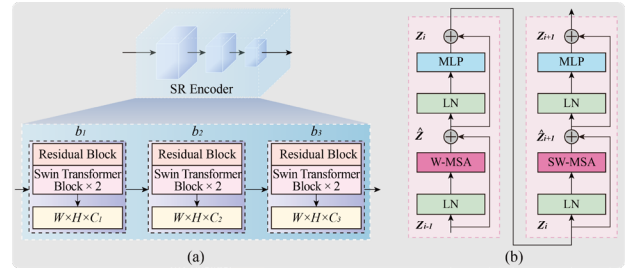 SR Encoder
b₁ b₂ b₃
Residual Block Residual Block Residual Block
Swin Transformer Swin Transformer Swin Transformer
Block × 2 Block × 2 Block × 2
W×H×C₁ W×H×C₂ W×H×C₃
(a)
Zᵢ Zᵢ₊₁
MLP MLP
LN LN
ẑ Ẑᵢ₊₁
W-MSA SW-MSA
LN LN
Zᵢ₋₁ Zᵢ
(b)